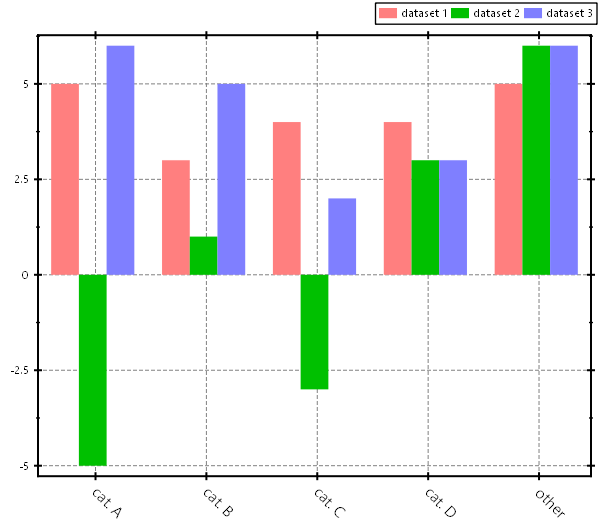 dataset 1 dataset 2 dataset 3
5
2.5
0
-2.5
-5
cat. A cat. B cat. C cat. D other